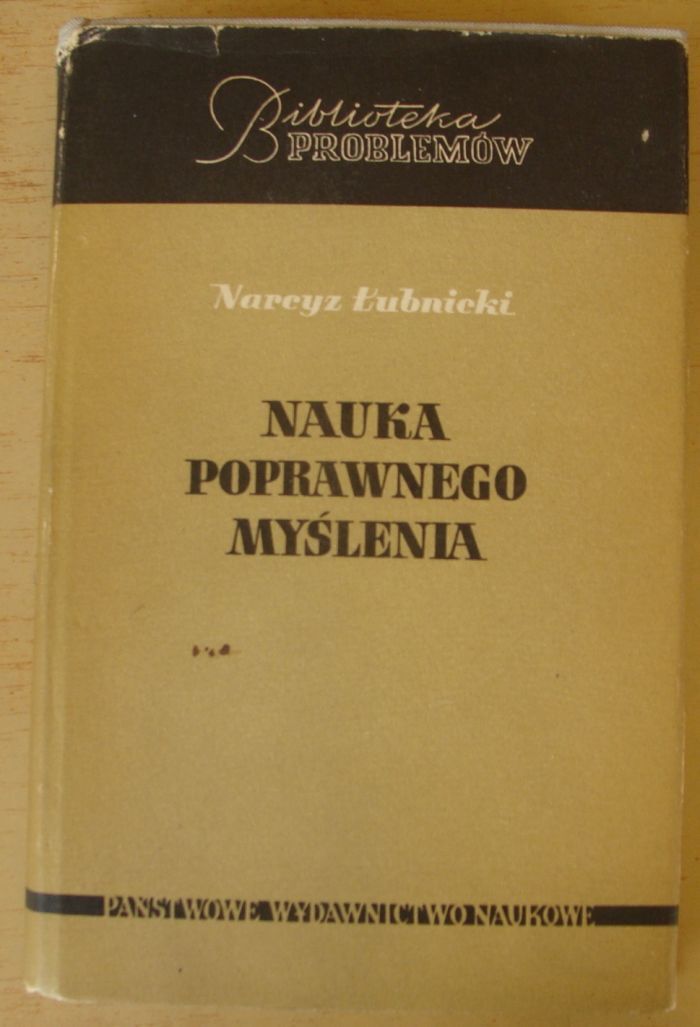 Biblioteka
PROBLEMÓW
Narcyz Łubnicki
NAUKA
POPRAWNEGO
MYŚLENIA
PAŃSTWOWE WYDAWNICTWO NAUKOWE